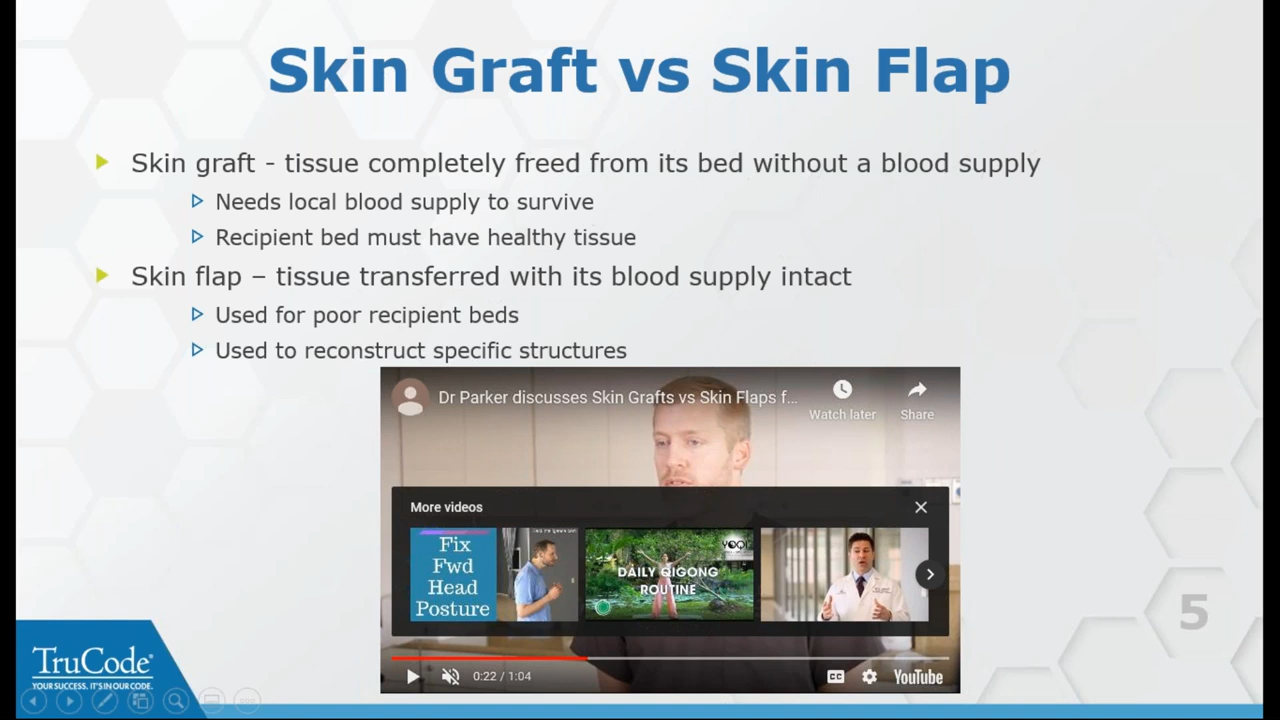 Skin Graft vs Skin Flap
Skin graft - tissue completely freed from its bed without a blood supply
Needs local blood supply to survive
Recipient bed must have healthy tissue
Skin flap – tissue transferred with its blood supply intact
Used for poor recipient beds
Used to reconstruct specific structures
Dr Parker discusses Skin Grafts vs Skin Flaps f...
Watch later
Share
More videos
Fix
Fwd
Head
Posture
DAILY QIGONG
ROUTINE
0:22 / 1:04
CC
YouTube
5
TruCode®
YOUR SUCCESS. IT'S IN OUR CODE.